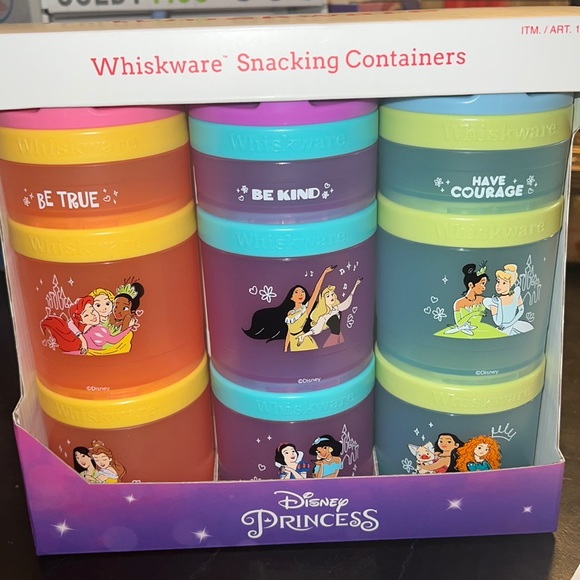 ITM. / ART. 1
Whiskware™ Snacking Containers
Whiskware
Whiskware
Whiskware
BE TRUE
BE KIND
HAVE
COURAGE
Whiskware
Whiskware
Whiskware
©Disney
©Disney
©Disney
Whiskware
Whiskware
Whiskware
Disney
PRINCESS